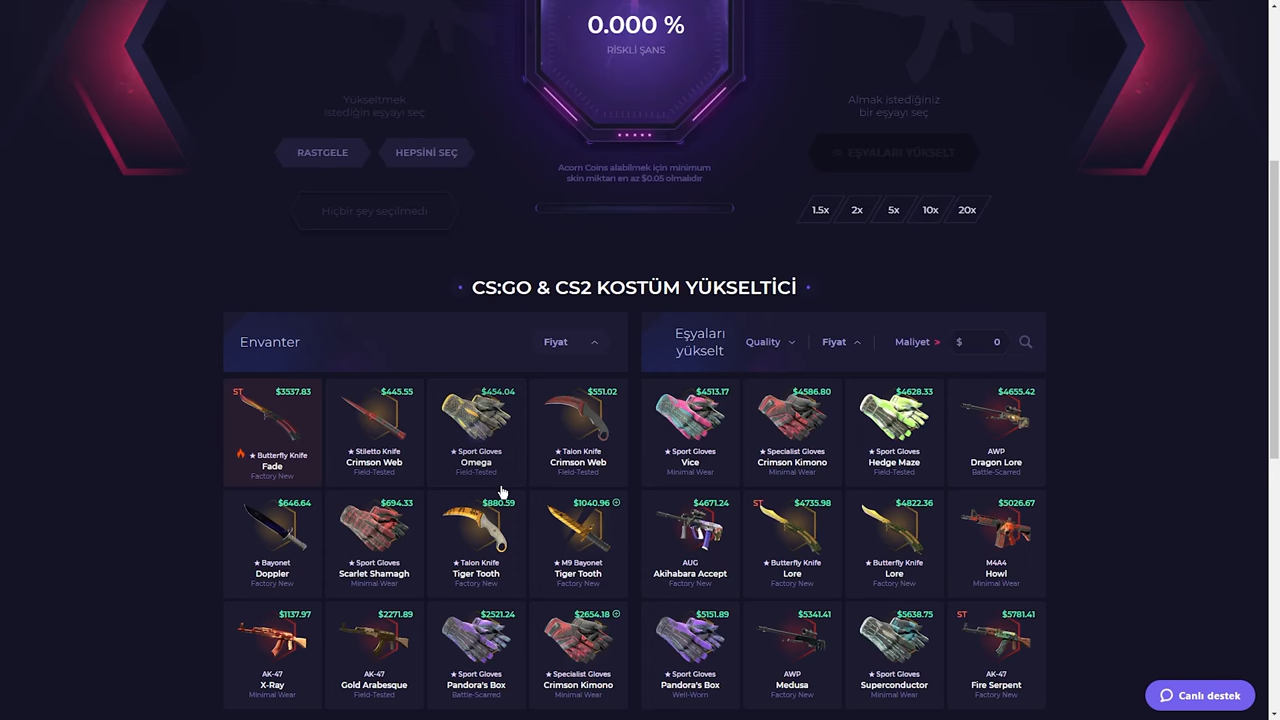 0.000 %
RİSKLİ ŞANS
Yükseltmek
istediğin eşyayı seç
Almak istediğiniz
bir eşyayı seç
RASTGELE
HEPSİNİ SEÇ
EŞYALARI YÜKSELT
Acorn Coins alabilmek için minimum
skin miktarı en az $0.05 olmalıdır
Hiçbir şey seçilmedi
1.5x
2x
5x
10x
20x
CS:GO & CS2 KOSTÜM YÜKSELTİCİ
Envanter
Fiyat
Eşyaları
yükselt
Quality
Fiyat
Maliyet >
$ 0
ST $3537.83
★ Butterfly Knife
Fade
Factory New
$445.55
★ Stiletto Knife
Crimson Web
Field-Tested
$454.04
★ Sport Gloves
Omega
Field-Tested
$551.02
★ Talon Knife
Crimson Web
Field-Tested
$4513.17
★ Sport Gloves
Vice
Minimal Wear
$4586.80
★ Specialist Gloves
Crimson Kimono
Minimal Wear
$4628.33
★ Sport Gloves
Hedge Maze
Field-Tested
$4655.42
AWP
Dragon Lore
Battle-Scarred
$646.64
★ Bayonet
Doppler
Factory New
$694.33
★ Sport Gloves
Scarlet Shamagh
Minimal Wear
$880.59
★ Talon Knife
Tiger Tooth
Factory New
$1040.96
★ M9 Bayonet
Tiger Tooth
Factory New
$4671.24
AUG
Akihabara Accept
Factory New
ST $4735.98
★ Butterfly Knife
Lore
Factory New
$4822.36
★ Butterfly Knife
Lore
Factory New
$5026.67
M4A4
Howl
Minimal Wear
$1137.97
AK-47
X-Ray
Minimal Wear
$2271.89
AK-47
Gold Arabesque
Field-Tested
$2521.24
★ Sport Gloves
Pandora's Box
Battle-Scarred
$2654.18
★ Specialist Gloves
Crimson Kimono
Minimal Wear
$5151.89
★ Sport Gloves
Pandora's Box
Well-Worn
$5341.41
AWP
Medusa
Factory New
$5638.75
★ Sport Gloves
Superconductor
Minimal Wear
ST $5781.41
AK-47
Fire Serpent
Factory New
Canlı destek